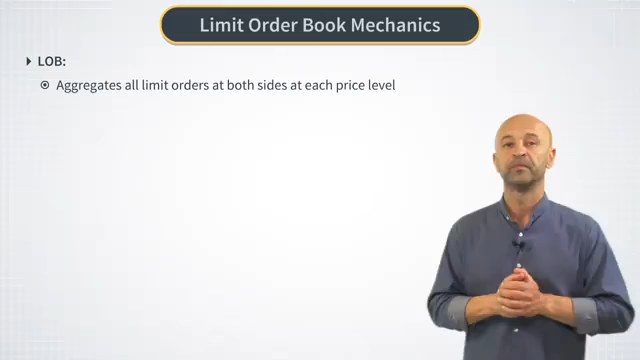 Limit Order Book Mechanics
LOB:
Aggregates all limit orders at both sides at each price level